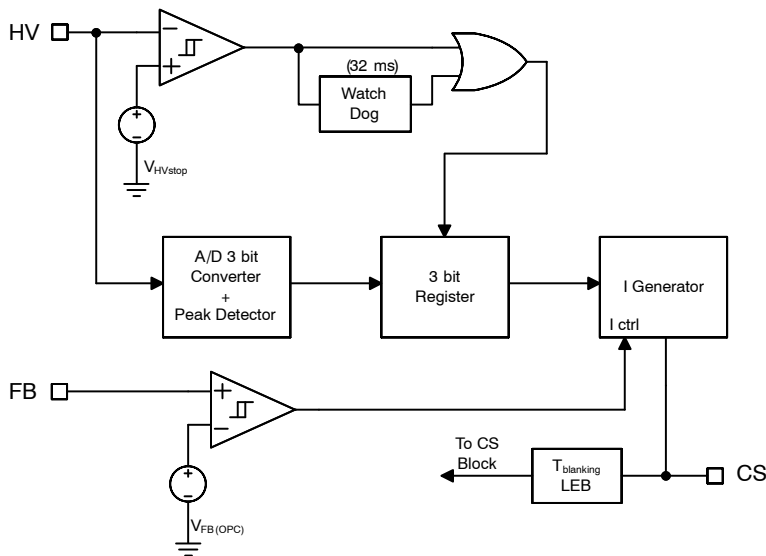 HV
−
+
(32 ms)
Watch
Dog
+
−
VHVstop
A/D 3 bit
Converter
+
Peak Detector
3 bit
Register
I Generator
I ctrl
FB
+
−
To CS
Block
Tblanking
LEB
CS
+
−
VFB (OPC)